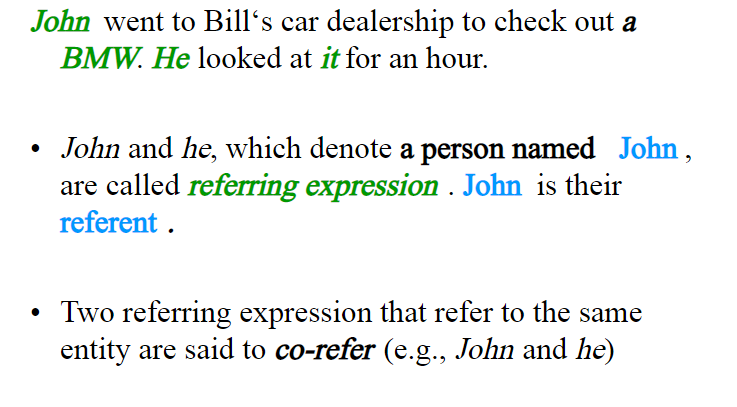 John went to Bill‘s car dealership to check out a
BMW. He looked at it for an hour.
• John and he, which denote a person named John ,
are called referring expression . John is their
referent .
• Two referring expression that refer to the same
entity are said to co-refer (e.g., John and he)